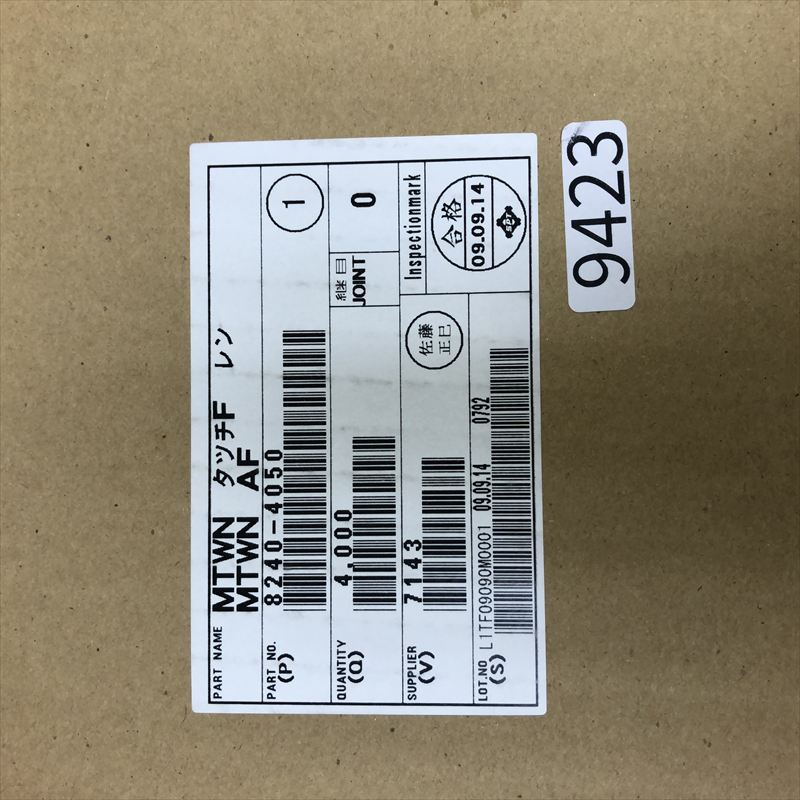 PART NAME MTWN タッチF レン
MTWN AF
PART NO. (P) 8240-4050
1
QUANTITY (Q) 4,000
継目 JOINT 0
SUPPLIER (V) 7143
佐藤
正巳
Inspectionmark
合格
09.09.14
LOT.NO (S) L1TF09090M0001 09.09.14 0792
9423